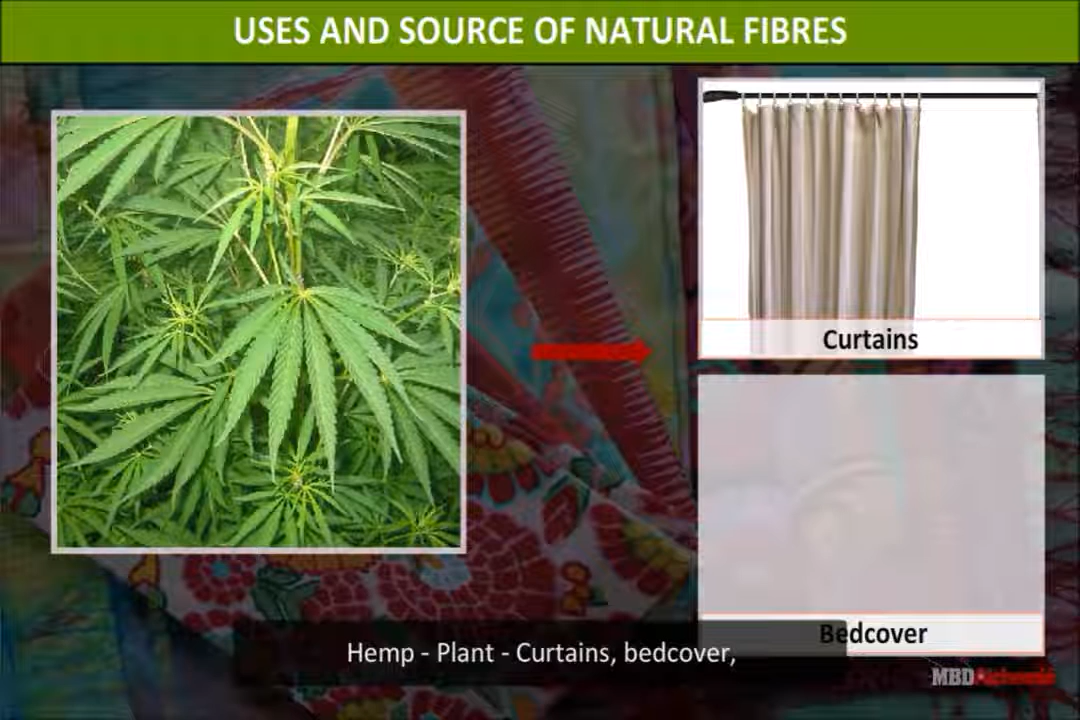 USES AND SOURCE OF NATURAL FIBRES
Curtains
Bedcover
Hemp - Plant - Curtains, bedcover,
MBD